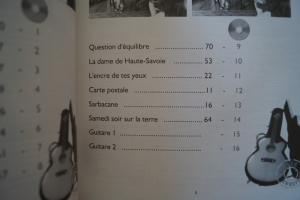 Question d'équilibre 70 - 9
La dame de Haute-Savoie 53 - 10
L'encre de tes yeux 22 - 11
Carte postale 11 - 12
Sarbacane 16 - 13
Samedi soir sur la terre 64 - 14
Guitare 1 - 15
Guitare 2 - 16